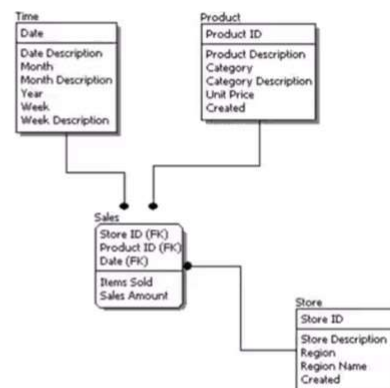 Time
Date
Date Description
Month
Month Description
Year
Week
Week Description
Product
Product ID
Product Description
Category
Category Description
Unit Price
Created
Sales
Store ID (FK)
Product ID (FK)
Date (FK)
Items Sold
Sales Amount
Store
Store ID
Store Description
Region
Region Name
Created